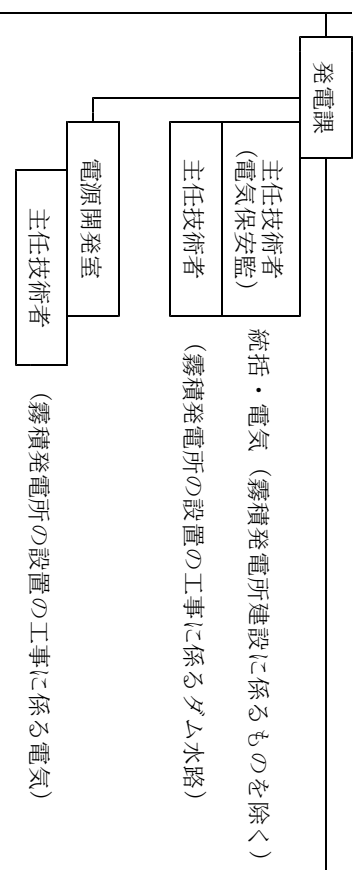 発電課
主任技術者
（電気保安監）
統括・電気（霧積発電所建設に係るものを除く）
主任技術者
（霧積発電所の設置の工事に係るダム水路）
電源開発室
主任技術者
（霧積発電所の設置の工事に係る電気）